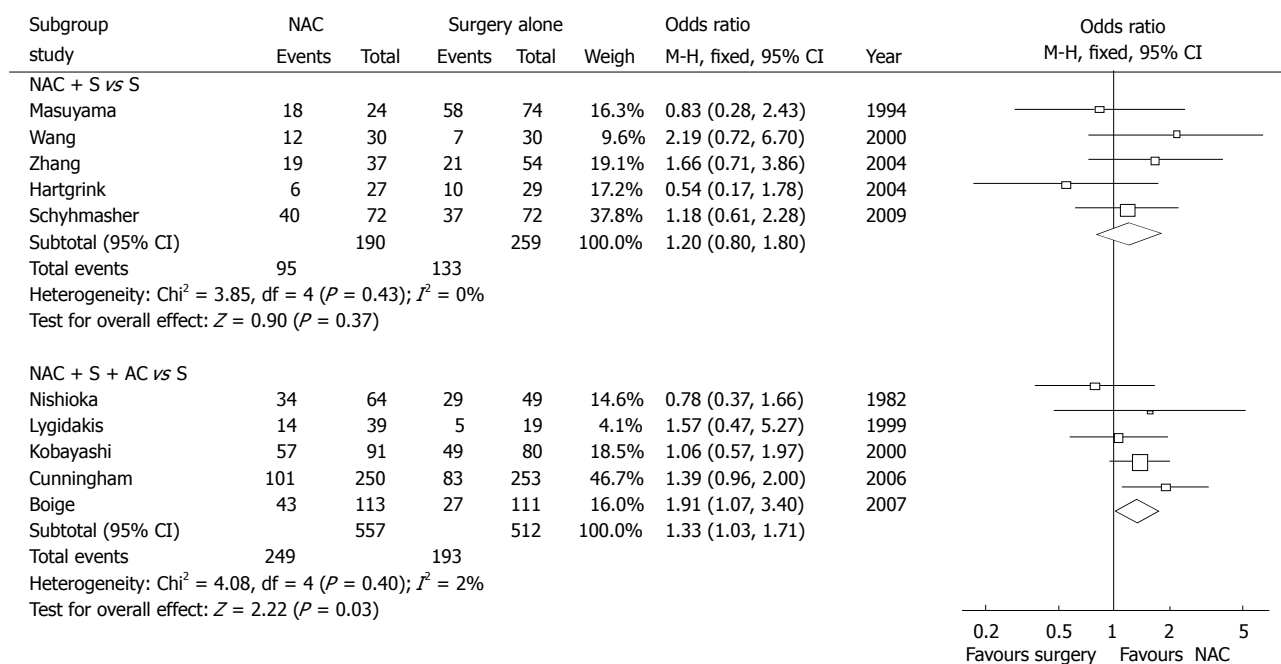 Subgroup NAC Surgery alone Odds ratio Odds ratio
study Events Total Events Total Weigh M-H, fixed, 95% CI Year M-H, fixed, 95% CI
NAC + S vs S
Masuyama 18 24 58 74 16.3% 0.83 (0.28, 2.43) 1994
Wang 12 30 7 30 9.6% 2.19 (0.72, 6.70) 2000
Zhang 19 37 21 54 19.1% 1.66 (0.71, 3.86) 2004
Hartgrink 6 27 10 29 17.2% 0.54 (0.17, 1.78) 2004
Schyhmasher 40 72 37 72 37.8% 1.18 (0.61, 2.28) 2009
Subtotal (95% CI) 190 259 100.0% 1.20 (0.80, 1.80)
Total events 95 133
Heterogeneity: Chi² = 3.85, df = 4 (P = 0.43); I² = 0%
Test for overall effect: Z = 0.90 (P = 0.37)
NAC + S + AC vs S
Nishioka 34 64 29 49 14.6% 0.78 (0.37, 1.66) 1982
Lygidakis 14 39 5 19 4.1% 1.57 (0.47, 5.27) 1999
Kobayashi 57 91 49 80 18.5% 1.06 (0.57, 1.97) 2000
Cunningham 101 250 83 253 46.7% 1.39 (0.96, 2.00) 2006
Boige 43 113 27 111 16.0% 1.91 (1.07, 3.40) 2007
Subtotal (95% CI) 557 512 100.0% 1.33 (1.03, 1.71)
Total events 249 193
Heterogeneity: Chi² = 4.08, df = 4 (P = 0.40); I² = 2%
Test for overall effect: Z = 2.22 (P = 0.03)
0.2 0.5 1 2 5
Favours surgery Favours NAC